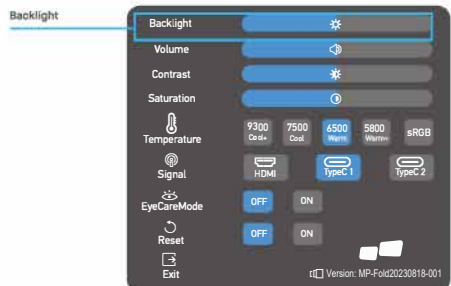 Backlight
Backlight
Volume
Contrast
Saturation
Temperature
9300 Cool+
7500 Cool
6500 Warm
5800 Warm+
sRGB
Signal
HDMI
TypeC 1
TypeC 2
EyeCareMode
OFF ON
Reset
OFF ON
Exit
Version: MP-Fold20230818-001